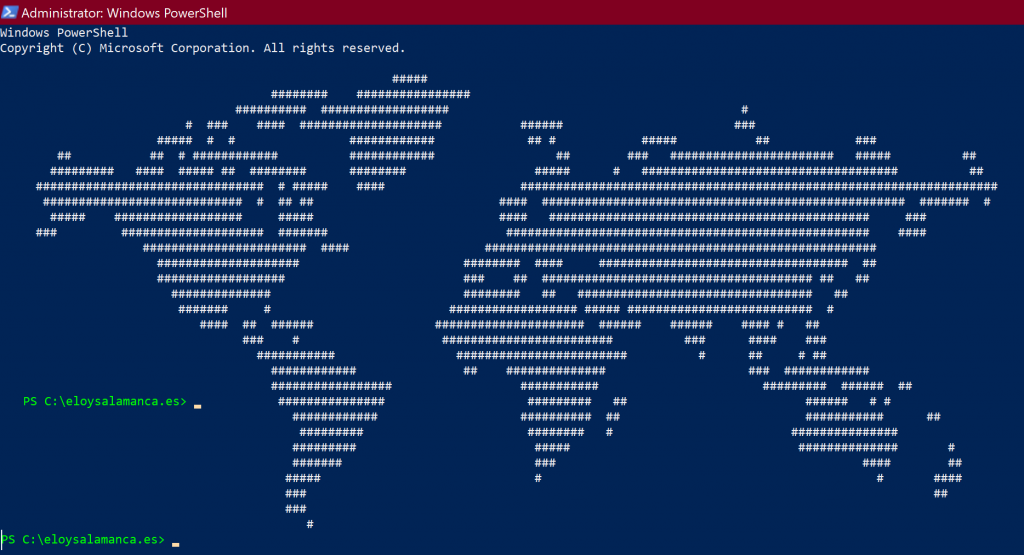 Administrator: Windows PowerShell
Windows PowerShell
Copyright (C) Microsoft Corporation. All rights reserved.
PS C:\eloysalamanca.es>
PS C:\eloysalamanca.es>